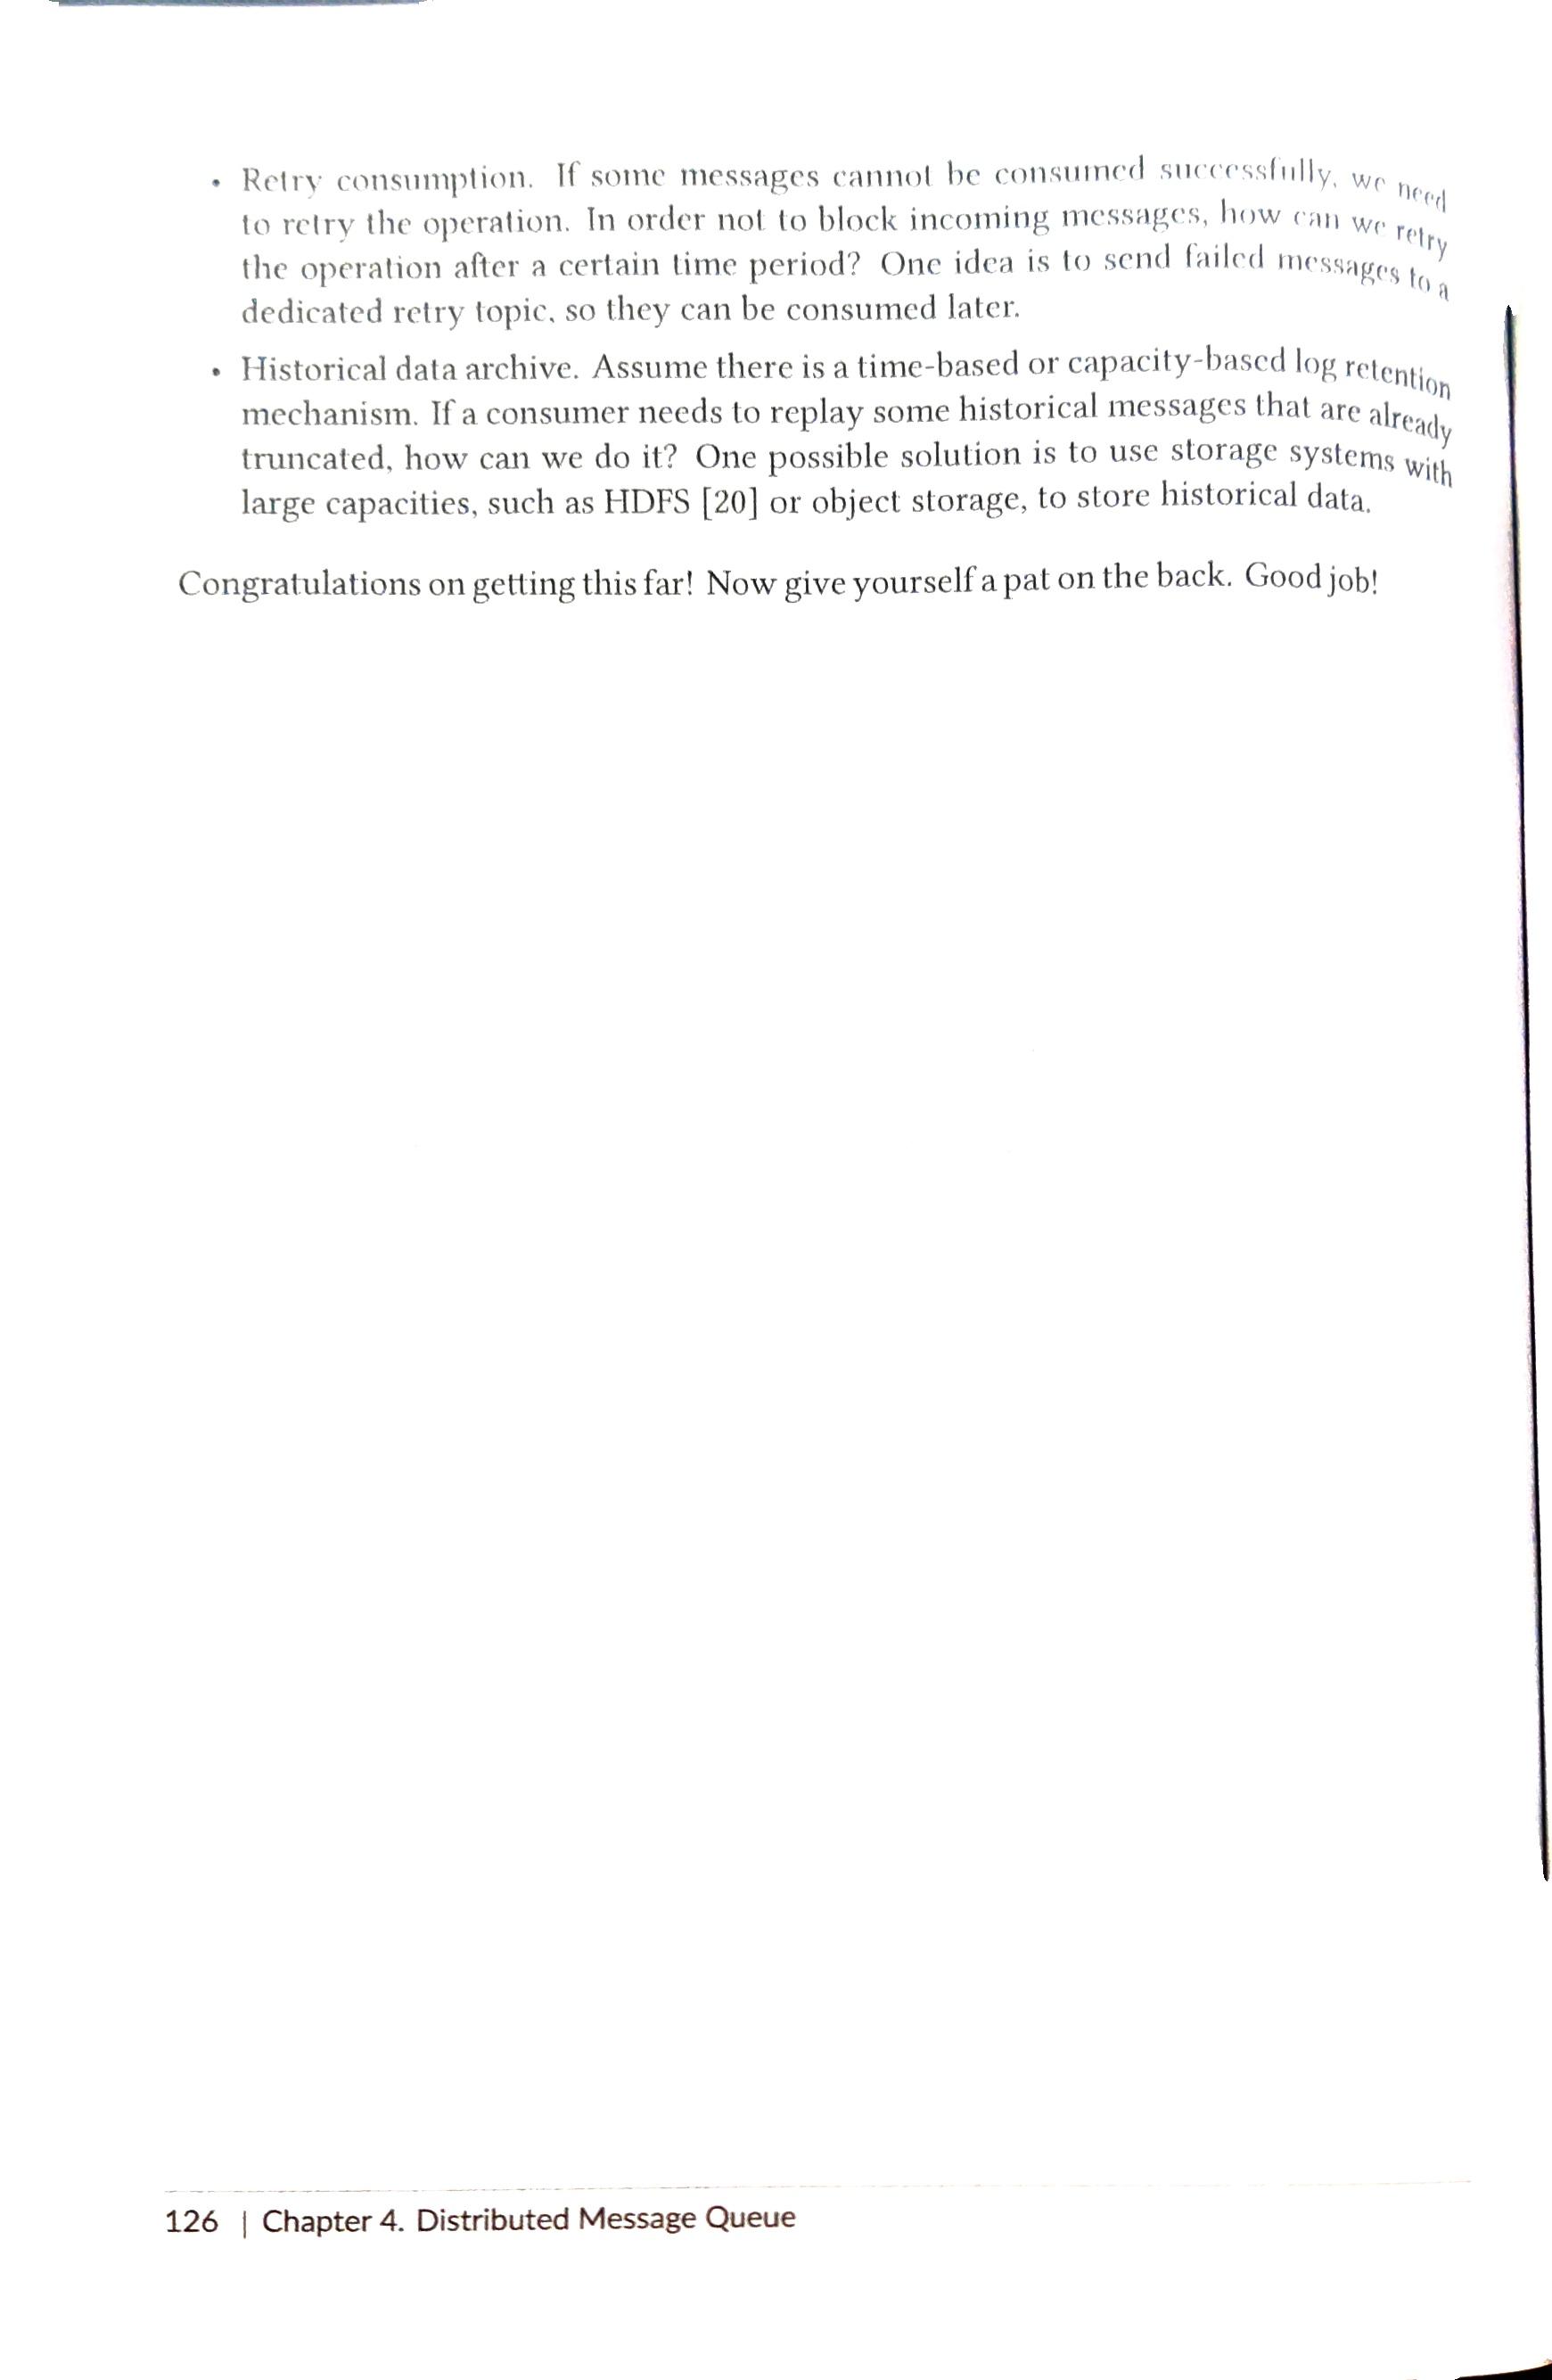 • Retry consumption. If some messages cannot be consumed successfully, we need
to retry the operation. In order not to block incoming messages, how can we retry
the operation after a certain time period? One idea is to send failed messages to a
dedicated retry topic, so they can be consumed later.
• Historical data archive. Assume there is a time-based or capacity-based log retention
mechanism. If a consumer needs to replay some historical messages that are already
truncated, how can we do it? One possible solution is to use storage systems with
large capacities, such as HDFS [20] or object storage, to store historical data.
Congratulations on getting this far! Now give yourself a pat on the back. Good job!
126 | Chapter 4. Distributed Message Queue